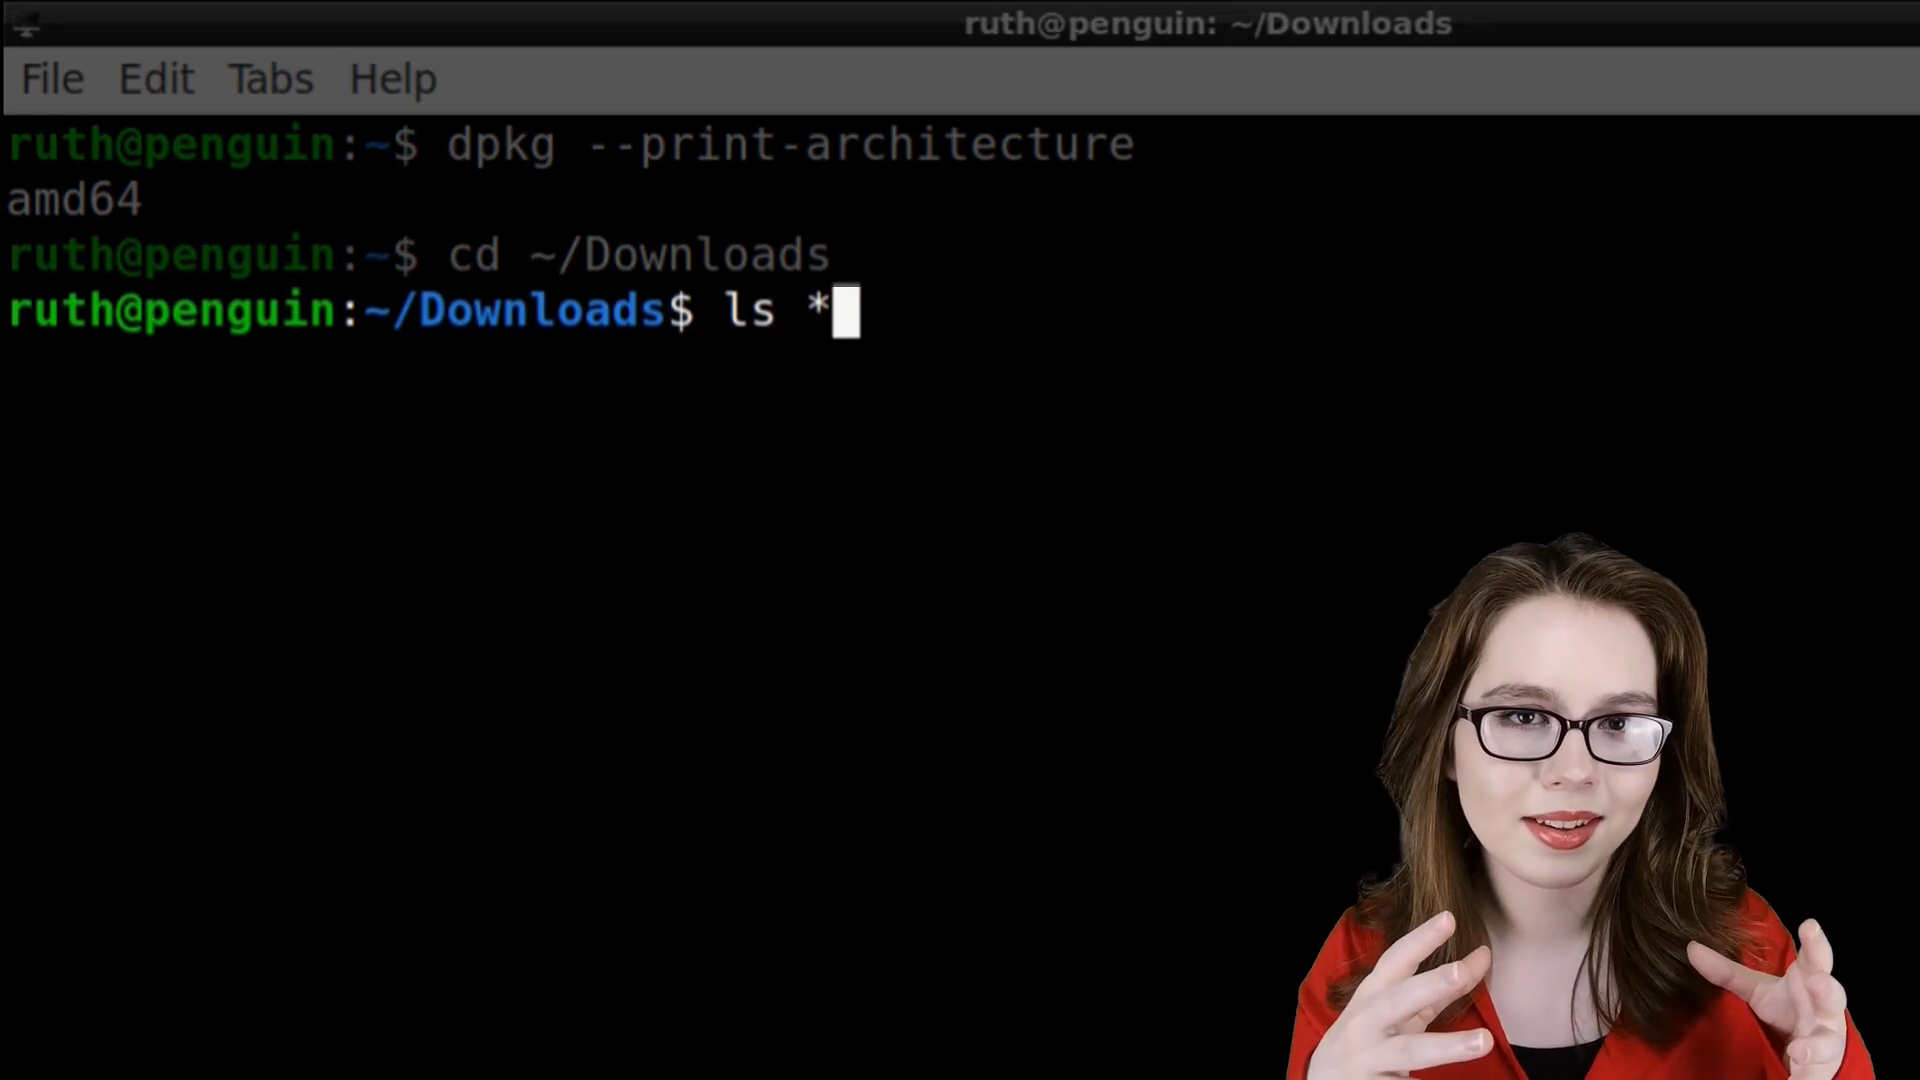 ruth@penguin: ~/Downloads
File Edit Tabs Help
ruth@penguin:~$ dpkg --print-architecture
amd64
ruth@penguin:~$ cd ~/Downloads
ruth@penguin:~/Downloads$ ls *